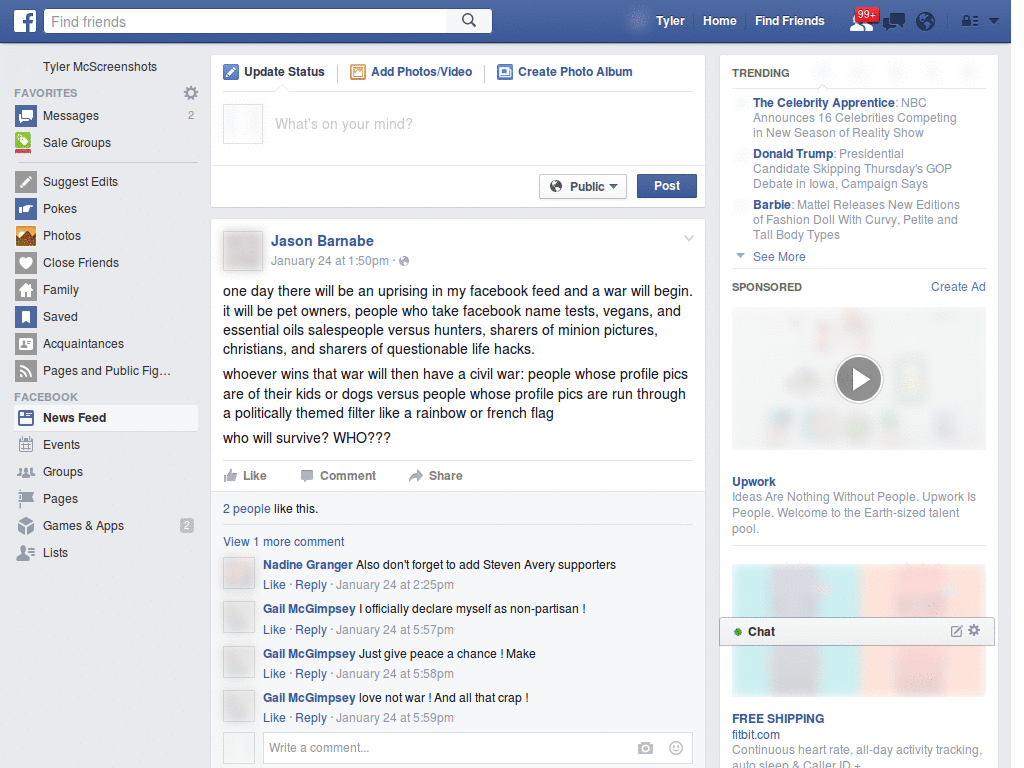 f
Find friends
Tyler
Home
Find Friends
99+
Tyler McScreenshots
FAVORITES
Messages
2
Sale Groups
Suggest Edits
Pokes
Photos
Close Friends
Family
Saved
Acquaintances
Pages and Public Fig...
FACEBOOK
News Feed
Events
Groups
Pages
Games & Apps
2
Lists
Update Status
Add Photos/Video
Create Photo Album
What's on your mind?
Public
Post
Jason Barnabe
January 24 at 1:50pm ·
one day there will be an uprising in my facebook feed and a war will begin.
it will be pet owners, people who take facebook name tests, vegans, and
essential oils salespeople versus hunters, sharers of minion pictures,
christians, and sharers of questionable life hacks.
whoever wins that war will then have a civil war: people whose profile pics
are of their kids or dogs versus people whose profile pics are run through
a politically themed filter like a rainbow or french flag
who will survive? WHO???
Like
Comment
Share
2 people like this.
View 1 more comment
Nadine Granger Also don't forget to add Steven Avery supporters
Like · Reply · January 24 at 2:25pm
Gail McGimpsey I officially declare myself as non-partisan !
Like · Reply · January 24 at 5:57pm
Gail McGimpsey Just give peace a chance ! Make
Like · Reply · January 24 at 5:58pm
Gail McGimpsey love not war ! And all that crap !
Like · Reply · January 24 at 5:59pm
Write a comment...
TRENDING
The Celebrity Apprentice: NBC
Announces 16 Celebrities Competing
in New Season of Reality Show
Donald Trump: Presidential
Candidate Skipping Thursday's GOP
Debate in Iowa, Campaign Says
Barbie: Mattel Releases New Editions
of Fashion Doll With Curvy, Petite and
Tall Body Types
See More
SPONSORED
Create Ad
Upwork
Ideas Are Nothing Without People. Upwork Is
People. Welcome to the Earth-sized talent
pool.
Chat
FREE SHIPPING
fitbit.com
Continuous heart rate, all-day activity tracking,
auto sleep & Caller ID +